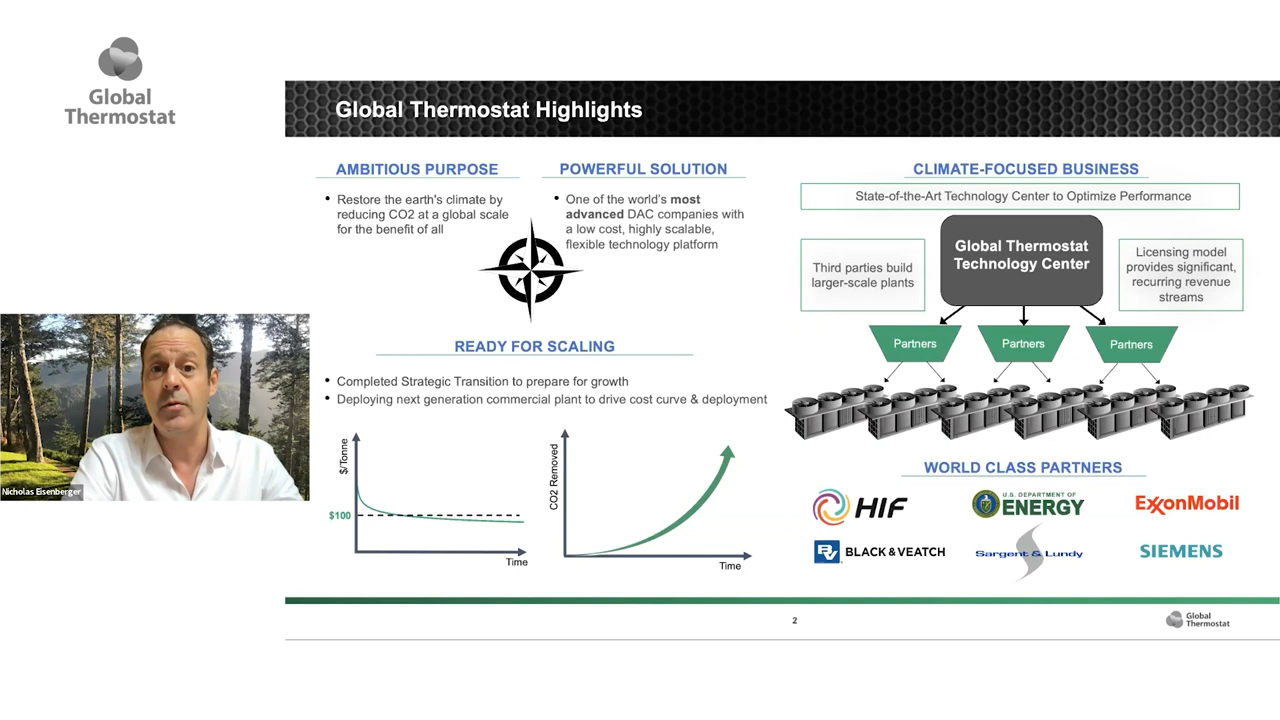 Global
Thermostat
Global Thermostat Highlights
AMBITIOUS PURPOSE
• Restore the earth's climate by
reducing CO2 at a global scale
for the benefit of all
POWERFUL SOLUTION
• One of the world's most
advanced DAC companies with
a low cost, highly scalable,
flexible technology platform
READY FOR SCALING
• Completed Strategic Transition to prepare for growth
• Deploying next generation commercial plant to drive cost curve & deployment
$/Tonne
$100
Time
CO2 Removed
Time
CLIMATE-FOCUSED BUSINESS
State-of-the-Art Technology Center to Optimize Performance
Third parties build
larger-scale plants
Global Thermostat
Technology Center
Licensing model
provides significant,
recurring revenue
streams
Partners
Partners
Partners
WORLD CLASS PARTNERS
HIF
U.S. DEPARTMENT OF
ENERGY
ExxonMobil
BV BLACK & VEATCH
Sargent & Lundy
SIEMENS
Nicholas Eisenberger
2
Global
Thermostat